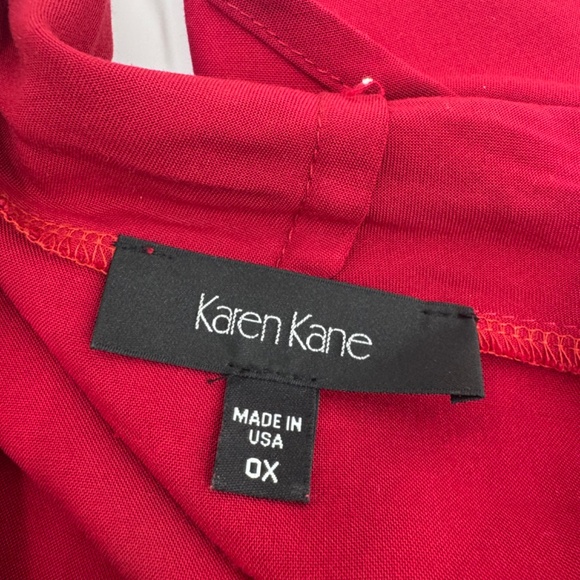 Karen Kane
MADE IN
USA
0X